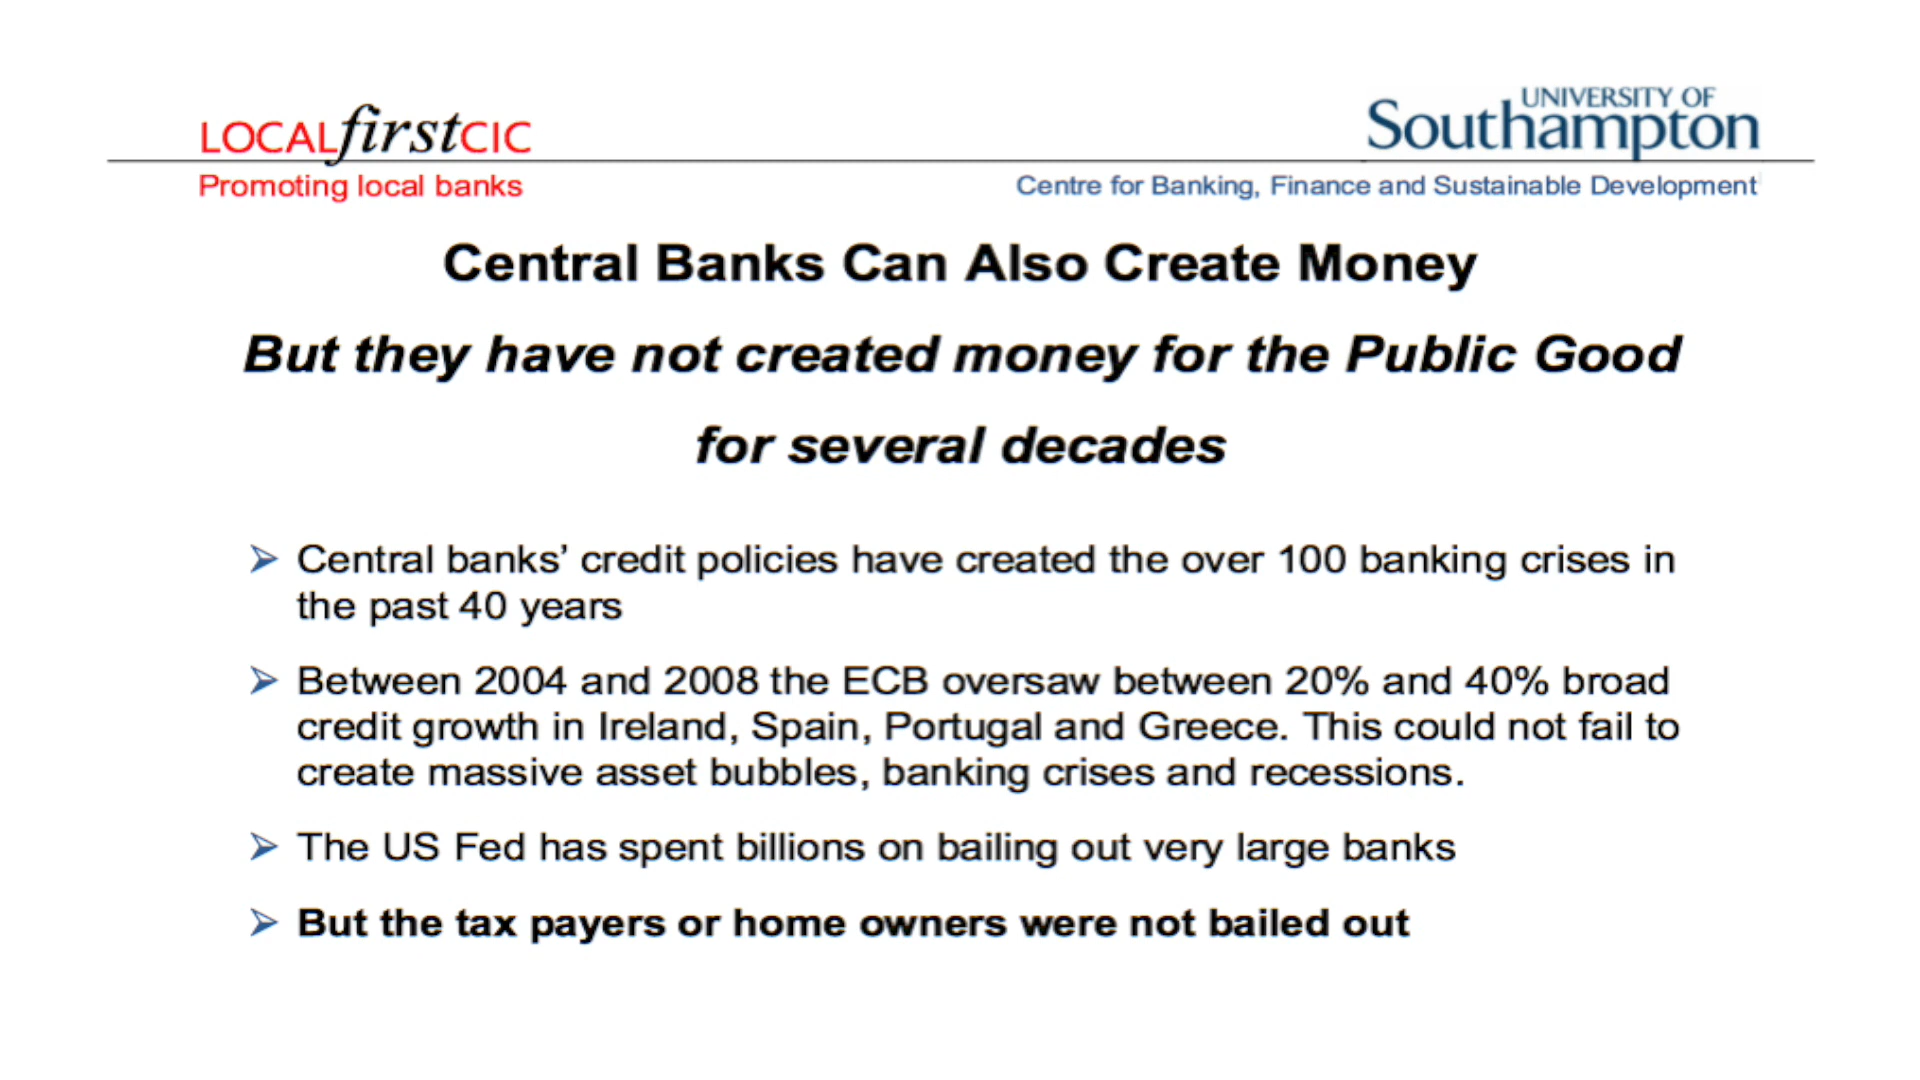 LOCALfirstCIC
Promoting local banks
UNIVERSITY OF
Southampton
Centre for Banking, Finance and Sustainable Development
Central Banks Can Also Create Money
But they have not created money for the Public Good
for several decades
➢ Central banks’ credit policies have created the over 100 banking crises in
the past 40 years
➢ Between 2004 and 2008 the ECB oversaw between 20% and 40% broad
credit growth in Ireland, Spain, Portugal and Greece. This could not fail to
create massive asset bubbles, banking crises and recessions.
➢ The US Fed has spent billions on bailing out very large banks
➢ But the tax payers or home owners were not bailed out